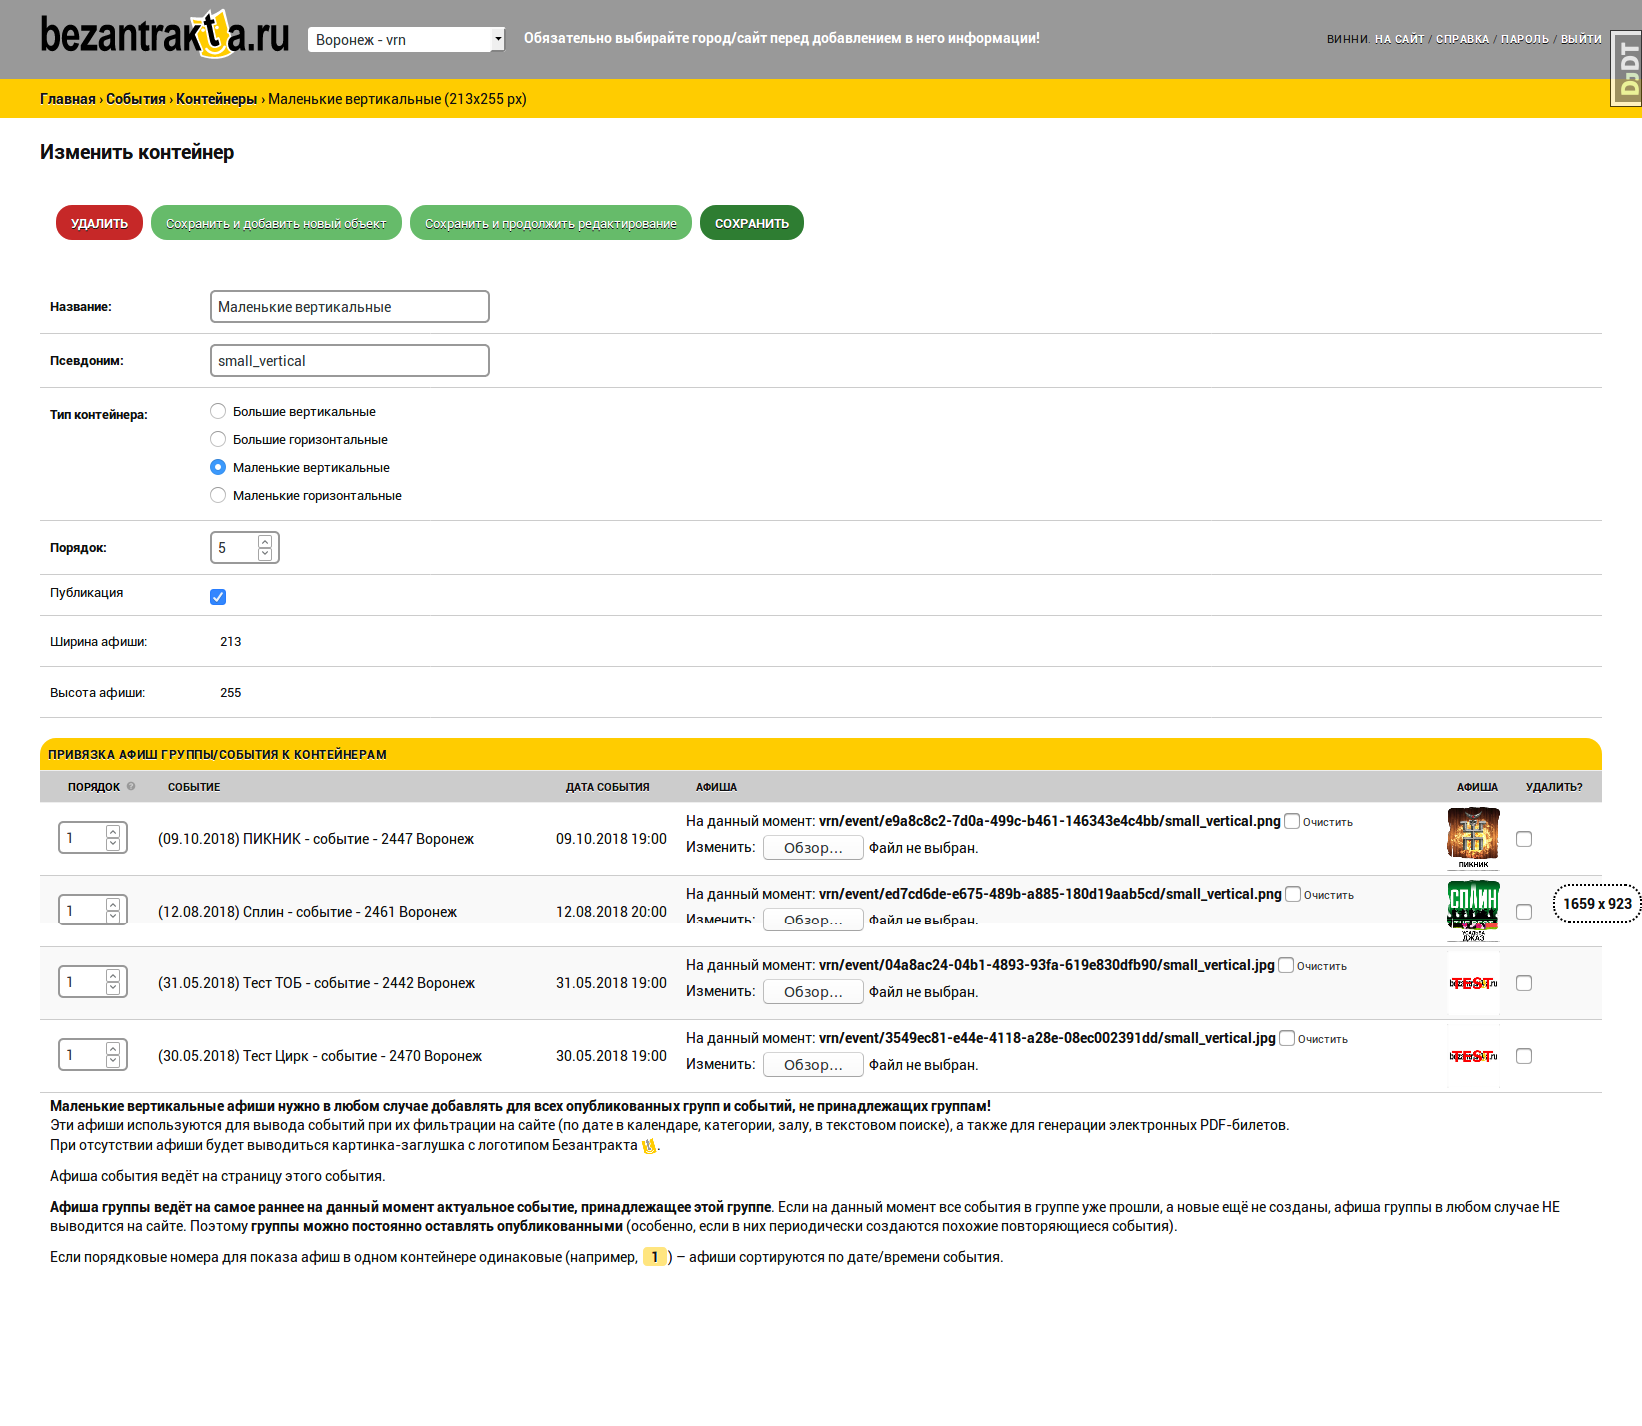 bezantrakta.ru
Воронеж - vrn
Обязательно выбирайте город/сайт перед добавлением в него информации!
ВИННИ. НА САЙТ / СПРАВКА / ПАРОЛЬ / ВЫЙТИ
DjDT
Главная › События › Контейнеры › Маленькие вертикальные (213x255 px)
Изменить контейнер
УДАЛИТЬ
Сохранить и добавить новый объект
Сохранить и продолжить редактирование
СОХРАНИТЬ
Название: Маленькие вертикальные
Псевдоним: small_vertical
Тип контейнера:
Большие вертикальные
Большие горизонтальные
Маленькие вертикальные
Маленькие горизонтальные
Порядок: 5
Публикация
Ширина афиши: 213
Высота афиши: 255
ПРИВЯЗКА АФИШ ГРУППЫ/СОБЫТИЯ К КОНТЕЙНЕРАМ
ПОРЯДОК ? СОБЫТИЕ ДАТА СОБЫТИЯ АФИША АФИША УДАЛИТЬ?
1 (09.10.2018) ПИКНИК - событие - 2447 Воронеж 09.10.2018 19:00
На данный момент: vrn/event/e9a8c8c2-7d0a-499c-b461-146343e4c4bb/small_vertical.png Очистить
Изменить: Обзор... Файл не выбран.
ПИКНИК
1 (12.08.2018) Сплин - событие - 2461 Воронеж 12.08.2018 20:00
На данный момент: vrn/event/ed7cd6de-e675-489b-a885-180d19aab5cd/small_vertical.png Очистить
Изменить: Обзор... Файл не выбран.
СПЛИН
ДЖАЗ
1659 x 923
1 (31.05.2018) Тест ТОБ - событие - 2442 Воронеж 31.05.2018 19:00
На данный момент: vrn/event/04a8ac24-04b1-4893-93fa-619e830dfb90/small_vertical.jpg Очистить
Изменить: Обзор... Файл не выбран.
TEST
1 (30.05.2018) Тест Цирк - событие - 2470 Воронеж 30.05.2018 19:00
На данный момент: vrn/event/3549ec81-e44e-4118-a28e-08ec002391dd/small_vertical.jpg Очистить
Изменить: Обзор... Файл не выбран.
TEST
Маленькие вертикальные афиши нужно в любом случае добавлять для всех опубликованных групп и событий, не принадлежащих группам!
Эти афиши используются для вывода событий при их фильтрации на сайте (по дате в календаре, категории, залу, в текстовом поиске), а также для генерации электронных PDF-билетов.
При отсутствии афиши будет выводиться картинка-заглушка с логотипом Безантракта .
Афиша события ведёт на страницу этого события.
Афиша группы ведёт на самое раннее на данный момент актуальное событие, принадлежащее этой группе. Если на данный момент все события в группе уже прошли, а новые ещё не созданы, афиша группы в любом случае НЕ
выводится на сайте. Поэтому группы можно постоянно оставлять опубликованными (особенно, если в них периодически создаются похожие повторяющиеся события).
Если порядковые номера для показа афиш в одном контейнере одинаковые (например, 1) – афиши сортируются по дате/времени события.